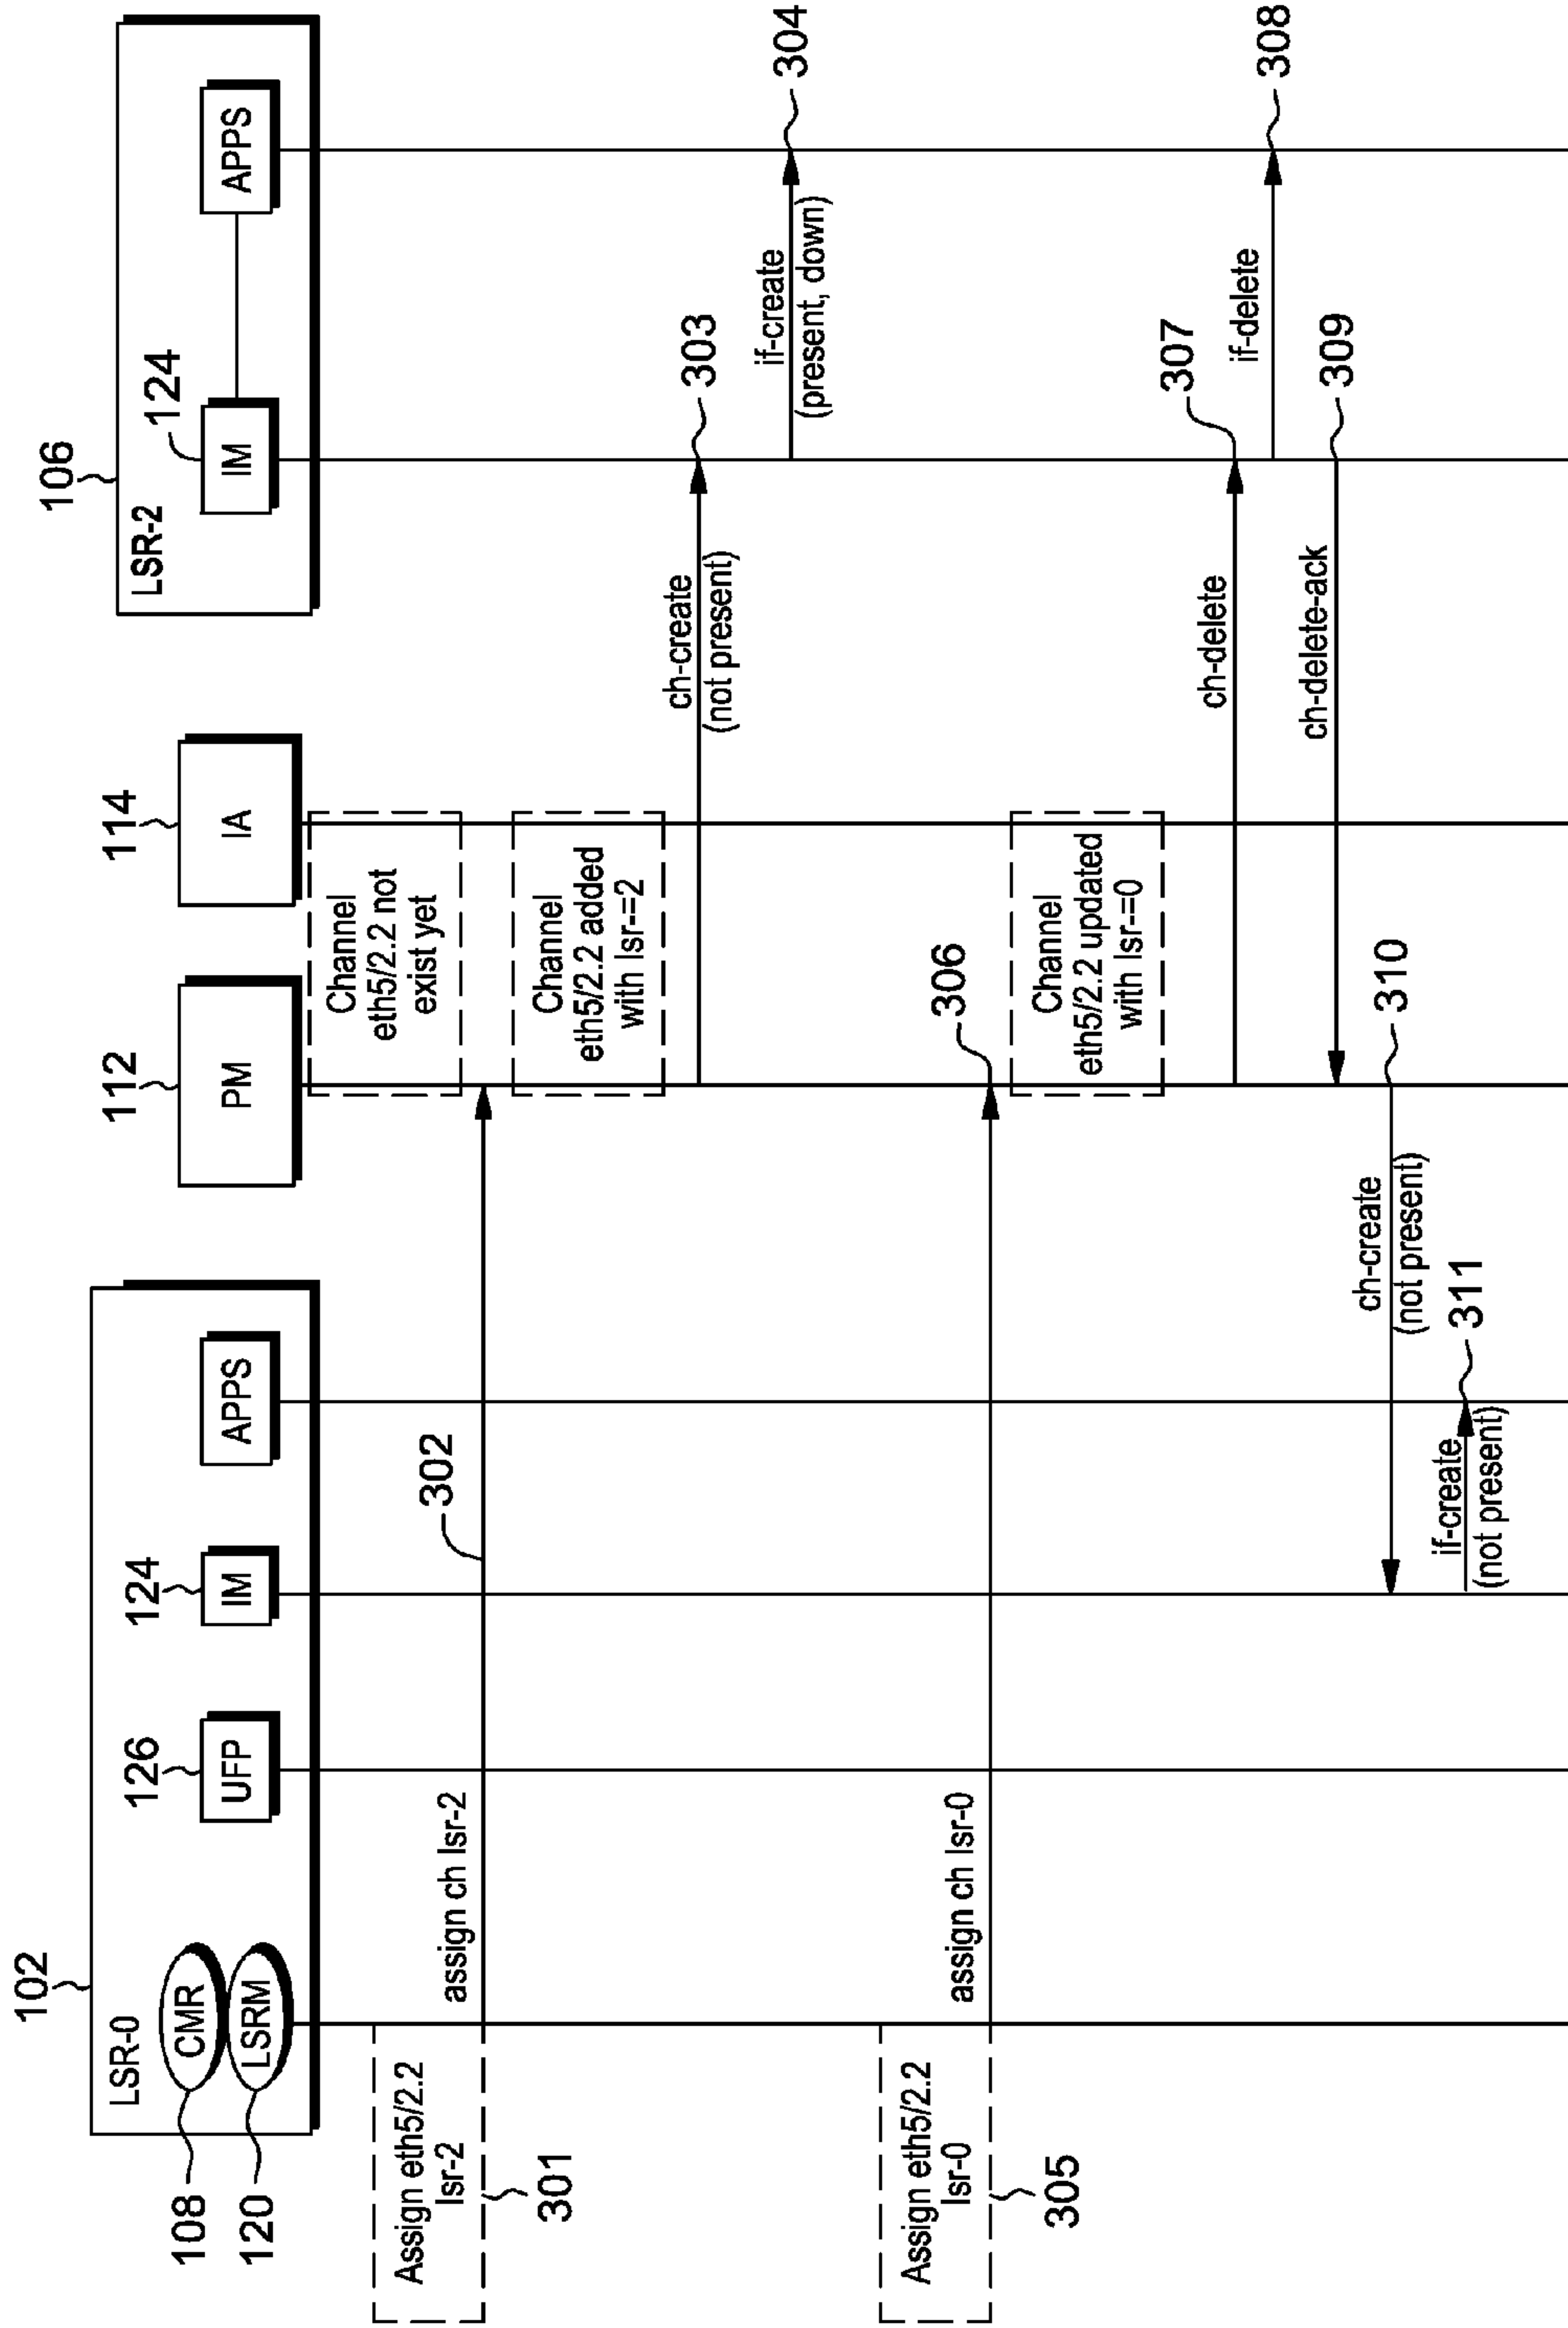 102
LSR-0
108
CMR
120
LSRM
126
UFP
124
IM
APPS
112
PM
114
IA
106
LSR-2
124
IM
APPS
Channel
eth5/2.2 not
exist yet
Assign eth5/2.2
lsr-2
301
assign ch lsr-2
302
Channel
eth5/2.2 added
with lsr-=2
ch-create
(not present)
303
if-create
(present, down)
304
Assign eth5/2.2
lsr-0
305
assign ch lsr-0
306
Channel
eth5/2.2 updated
with lsr-=0
ch-delete
307
if-delete
308
ch-delete-ack
309
ch-create
(not present)
310
if-create
(not present)
311